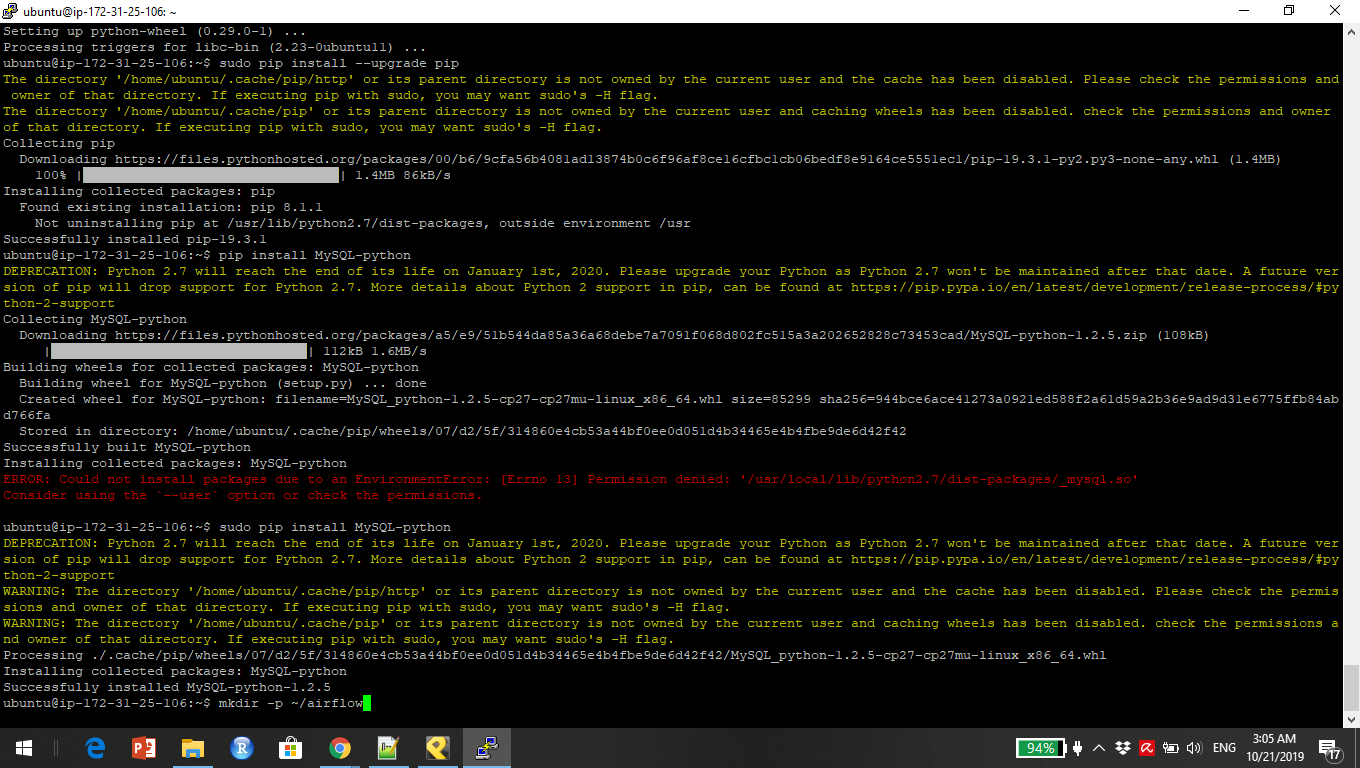 ubuntu@ip-172-31-25-106: ~
Setting up python-wheel (0.29.0-1) ...
Processing triggers for libc-bin (2.23-0ubuntu11) ...
ubuntu@ip-172-31-25-106:~$ sudo pip install --upgrade pip
The directory '/home/ubuntu/.cache/pip/http' or its parent directory is not owned by the current user and the cache has been disabled. Please check the permissions and
 owner of that directory. If executing pip with sudo, you may want sudo's -H flag.
The directory '/home/ubuntu/.cache/pip' or its parent directory is not owned by the current user and caching wheels has been disabled. check the permissions and owner
of that directory. If executing pip with sudo, you may want sudo's -H flag.
Collecting pip
  Downloading https://files.pythonhosted.org/packages/00/b6/9cfa56b4081ad13874b0c6f96af8ce16cfbc1cb06bedf8e9164ce5551ec1/pip-19.3.1-py2.py3-none-any.whl (1.4MB)
    100% || 1.4MB 86kB/s
Installing collected packages: pip
  Found existing installation: pip 8.1.1
    Not uninstalling pip at /usr/lib/python2.7/dist-packages, outside environment /usr
Successfully installed pip-19.3.1
ubuntu@ip-172-31-25-106:~$ pip install MySQL-python
DEPRECATION: Python 2.7 will reach the end of its life on January 1st, 2020. Please upgrade your Python as Python 2.7 won't be maintained after that date. A future ver
sion of pip will drop support for Python 2.7. More details about Python 2 support in pip, can be found at https://pip.pypa.io/en/latest/development/release-process/#py
thon-2-support
Collecting MySQL-python
  Downloading https://files.pythonhosted.org/packages/a5/e9/51b544da85a36a68debe7a7091f068d802fc515a3a202652828c73453cad/MySQL-python-1.2.5.zip (108kB)
     || 112kB 1.6MB/s
Building wheels for collected packages: MySQL-python
  Building wheel for MySQL-python (setup.py) ... done
  Created wheel for MySQL-python: filename=MySQL_python-1.2.5-cp27-cp27mu-linux_x86_64.whl size=85299 sha256=944bce6ace41273a0921ed588f2a61d59a2b36e9ad9d31e6775ffb84ab
d766fa
  Stored in directory: /home/ubuntu/.cache/pip/wheels/07/d2/5f/314860e4cb53a44bf0ee0d051d4b34465e4b4fbe9de6d42f42
Successfully built MySQL-python
Installing collected packages: MySQL-python
ERROR: Could not install packages due to an EnvironmentError: [Errno 13] Permission denied: '/usr/local/lib/python2.7/dist-packages/_mysql.so'
Consider using the `--user` option or check the permissions.
ubuntu@ip-172-31-25-106:~$ sudo pip install MySQL-python
DEPRECATION: Python 2.7 will reach the end of its life on January 1st, 2020. Please upgrade your Python as Python 2.7 won't be maintained after that date. A future ver
sion of pip will drop support for Python 2.7. More details about Python 2 support in pip, can be found at https://pip.pypa.io/en/latest/development/release-process/#py
thon-2-support
WARNING: The directory '/home/ubuntu/.cache/pip/http' or its parent directory is not owned by the current user and the cache has been disabled. Please check the permis
sions and owner of that directory. If executing pip with sudo, you may want sudo's -H flag.
WARNING: The directory '/home/ubuntu/.cache/pip' or its parent directory is not owned by the current user and caching wheels has been disabled. check the permissions a
nd owner of that directory. If executing pip with sudo, you may want sudo's -H flag.
Processing ./.cache/pip/wheels/07/d2/5f/314860e4cb53a44bf0ee0d051d4b34465e4b4fbe9de6d42f42/MySQL_python-1.2.5-cp27-cp27mu-linux_x86_64.whl
Installing collected packages: MySQL-python
Successfully installed MySQL-python-1.2.5
ubuntu@ip-172-31-25-106:~$ mkdir -p ~/airflow
94%
ENG
3:05 AM
10/21/2019
17